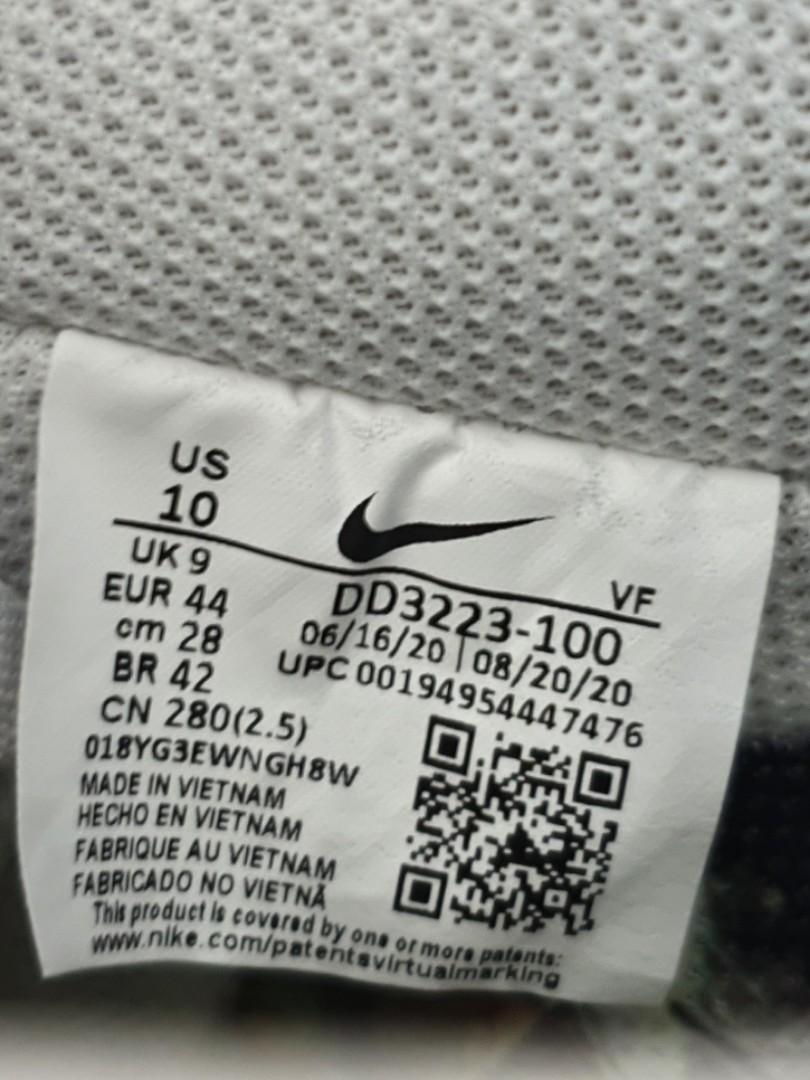 US
10
UK 9
EUR 44
cm 28
BR 42
CN 280(2.5)
018YG3EWNGH8W
MADE IN VIETNAM
HECHO EN VIETNAM
FABRIQUE AU VIETNAM
FABRICADO NO VIETNÃ
VF
DD3223-100
06/16/20 | 08/20/20
UPC 00194954447476
This product is covered by one or more patents:
www.nike.com/patentsvirtualmarking